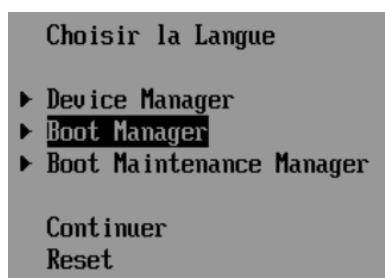 Choisir la Langue
Device Manager
Boot Manager
Boot Maintenance Manager
Continuer
Reset